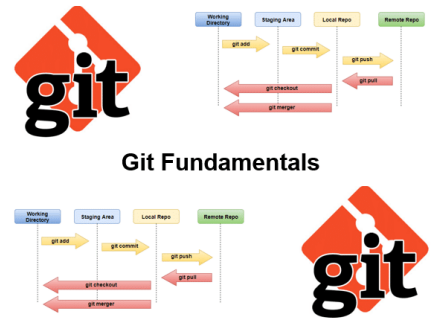 git
Working
Directory
Staging Area
Local Repo
Remote Repo
git add
git commit
git push
git pull
git checkout
git merger
Git Fundamentals
Working
Directory
Staging Area
Local Repo
Remote Repo
git add
git commit
git push
git pull
git checkout
git merger
git